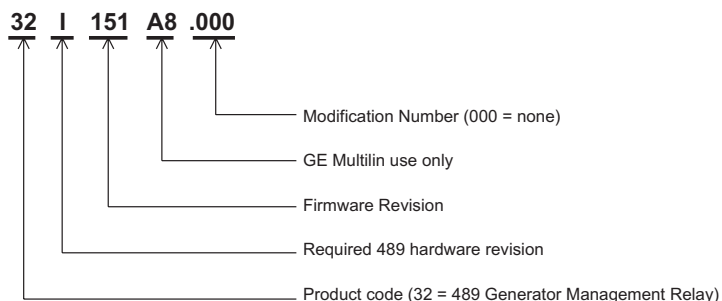 32 I 151 A8 .000
Modification Number (000 = none)
GE Multilin use only
Firmware Revision
Required 489 hardware revision
Product code (32 = 489 Generator Management Relay)